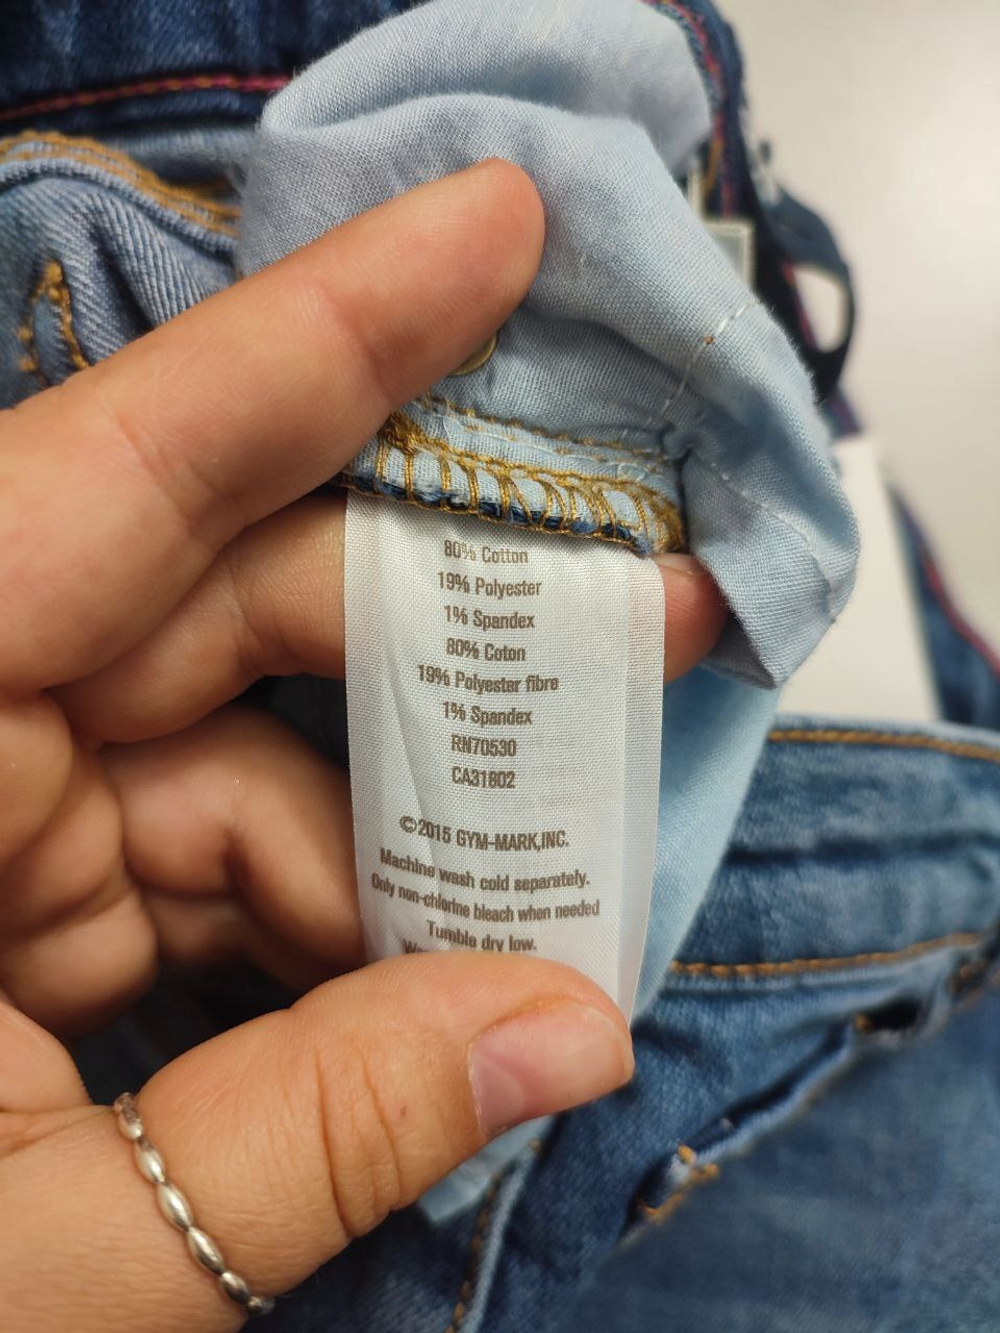 80% Cotton
19% Polyester
1% Spandex
80% Coton
19% Polyester fibre
1% Spandex
RN70530
CA31802
©2015 GYM-MARK,INC.
Machine wash cold separately.
Only non-chlorine bleach when needed
Tumble dry low.